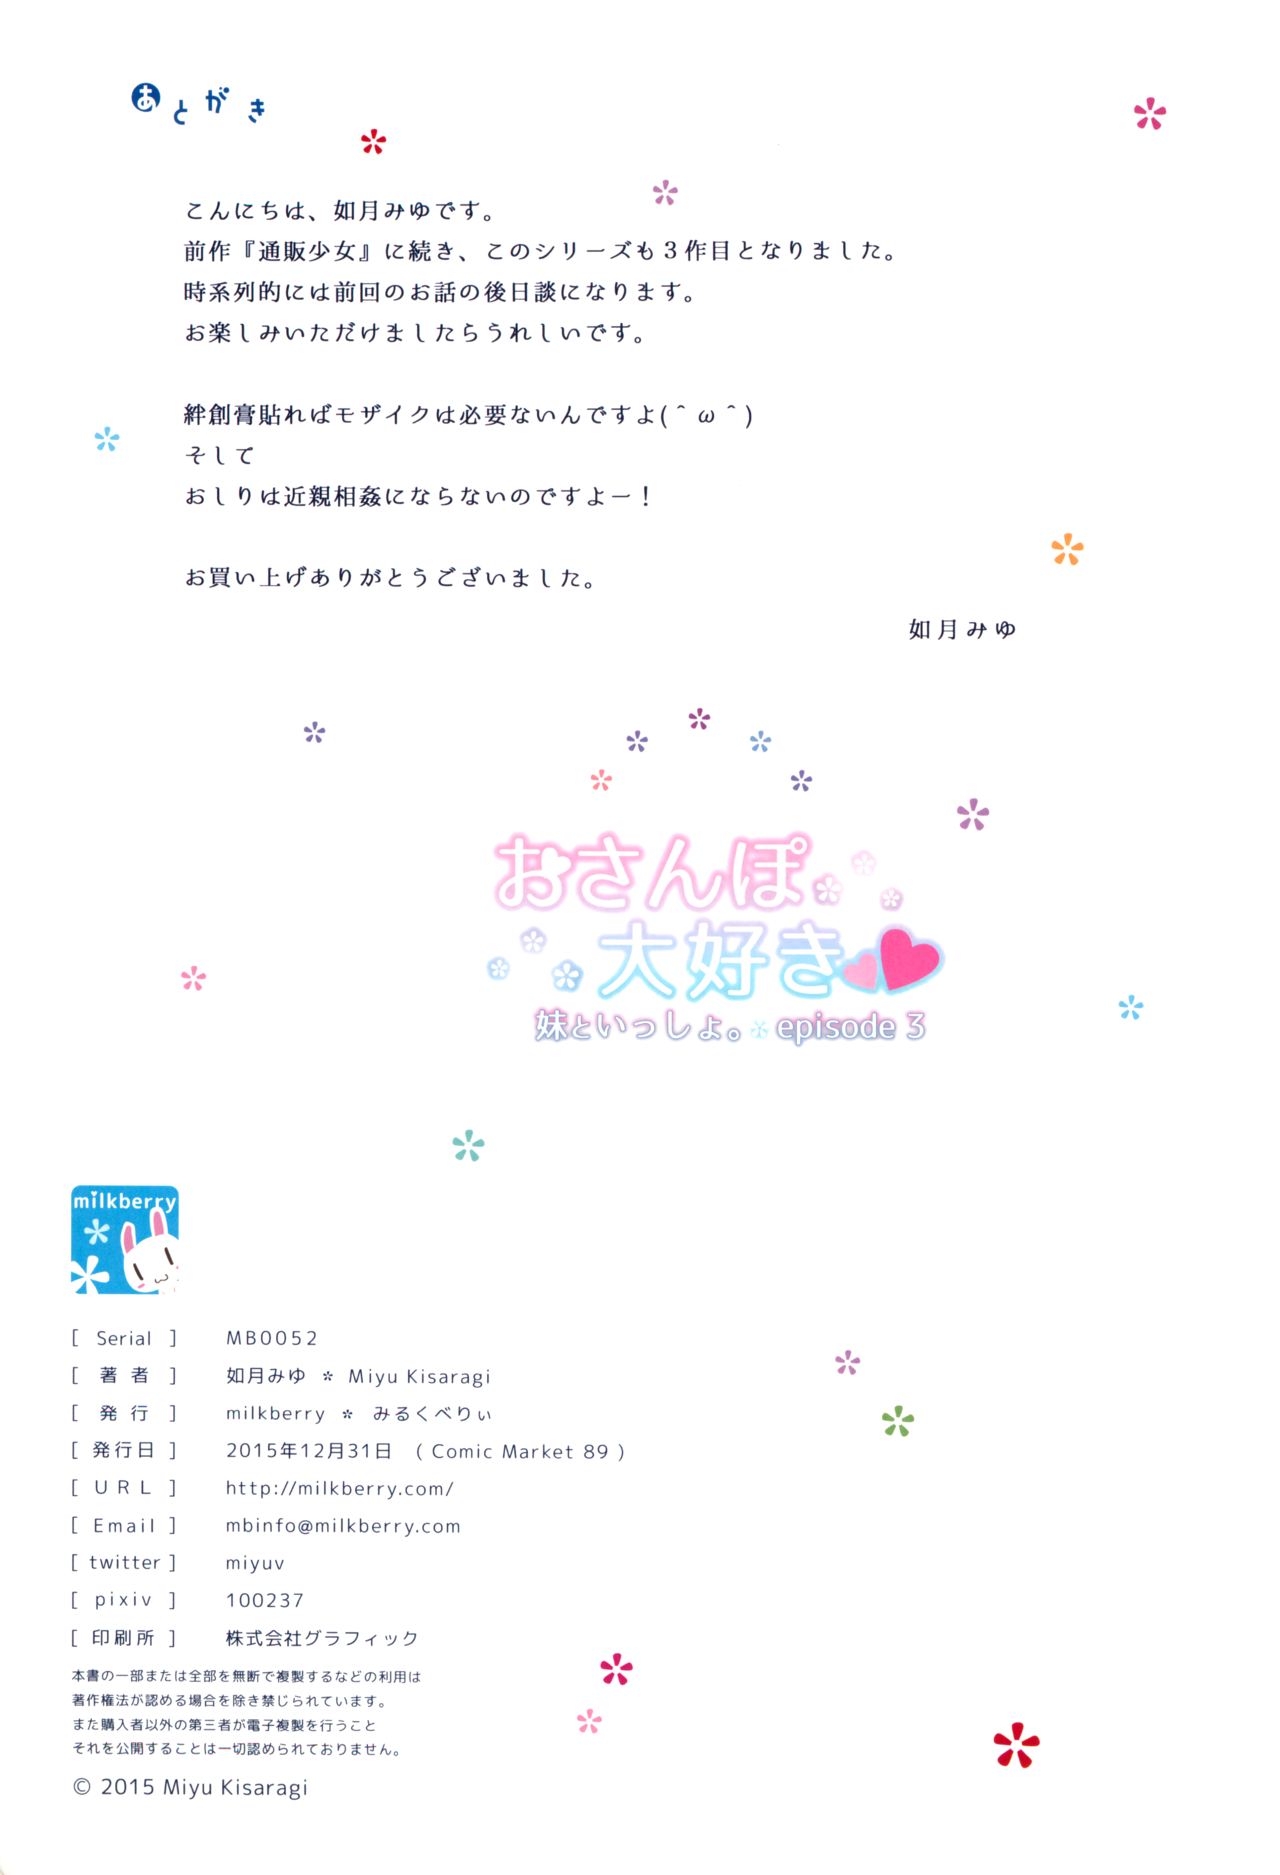 あとがき
こんにちは、如月みゆです。
前作『通販少女』に続き、このシリーズも３作目となりました。
時系列的には前回のお話の後日談になります。
お楽しみいただけましたらうれしいです。
絆創膏貼ればモザイクは必要ないんですよ(＾ω＾)
そして
おしりは近親相姦にならないのですよー！
お買い上げありがとうございました。
如月みゆ
おさんぽ
大好き
妹といっしょ。 episode 3
milkberry
[ Serial ] MB0052
[ 著者 ] 如月みゆ ✽ Miyu Kisaragi
[ 発行 ] milkberry ✽ みるくべりぃ
[ 発行日 ] 2015年12月31日 ( Comic Market 89 )
[ URL ] http://milkberry.com/
[ Email ] mbinfo@milkberry.com
[ twitter ] miyuv
[ pixiv ] 100237
[ 印刷所 ] 株式会社グラフィック
本書の一部または全部を無断で複製するなどの利用は
著作権法が認める場合を除き禁じられています。
また購入者以外の第三者が電子複製を行うこと
それを公開することは一切認められておりません。
© 2015 Miyu Kisaragi